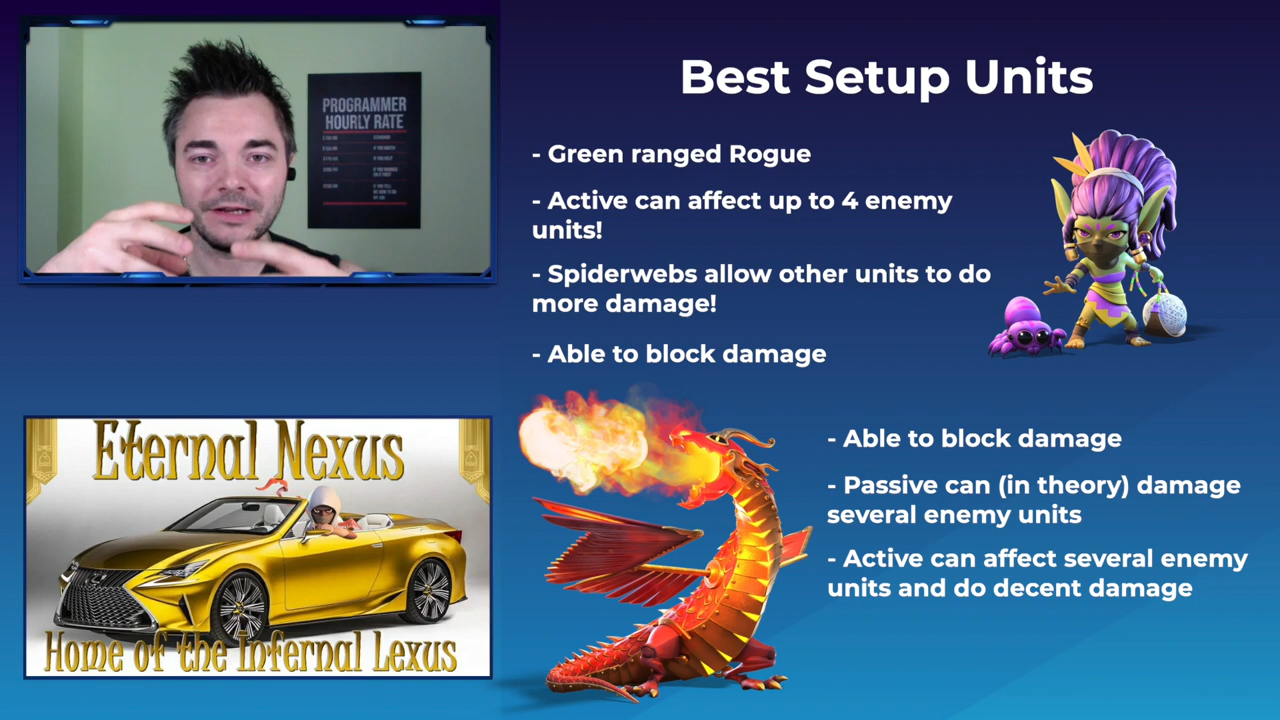 PROGRAMMER
HOURLY RATE
Best Setup Units
- Green ranged Rogue
- Active can affect up to 4 enemy
units!
- Spiderwebs allow other units to do
more damage!
- Able to block damage
Eternal Nexus
Home of the Infernal Lexus
- Able to block damage
- Passive can (in theory) damage
several enemy units
- Active can affect several enemy
units and do decent damage